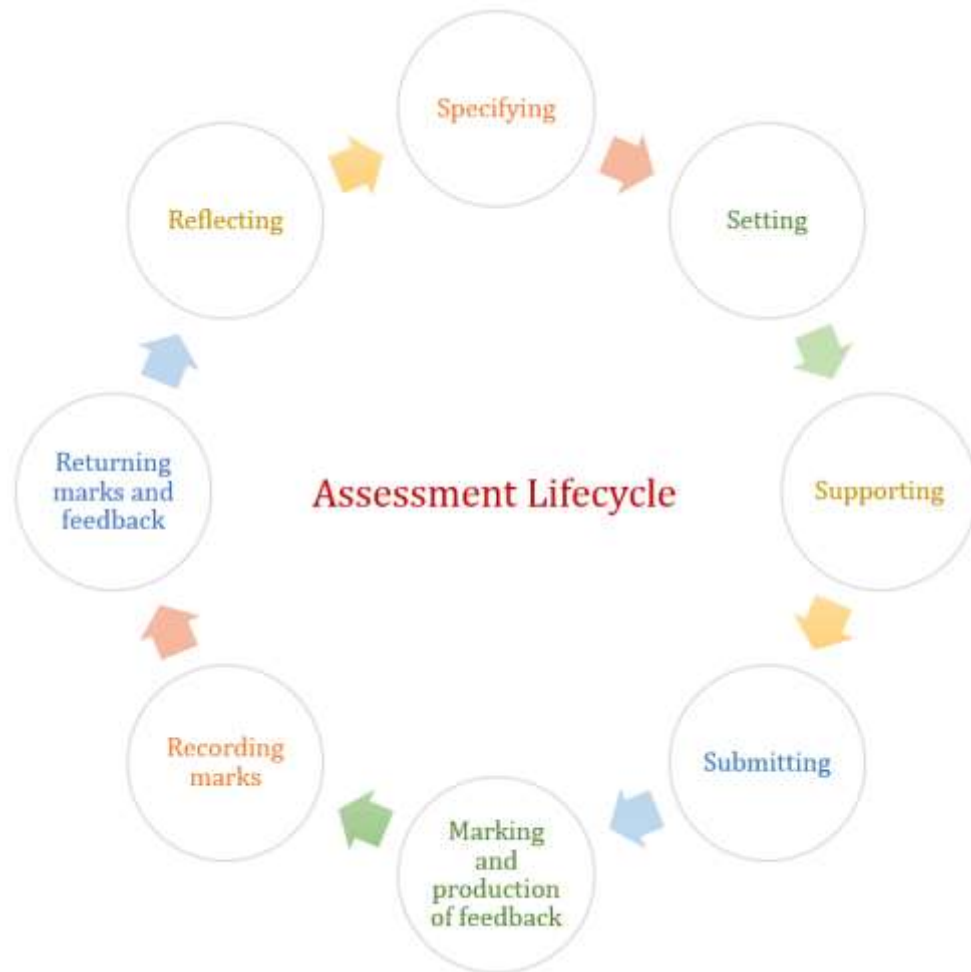 Specifying
Setting
Supporting
Submitting
Marking
and
production
of feedback
Recording
marks
Returning
marks and
feedback
Reflecting
Assessment Lifecycle